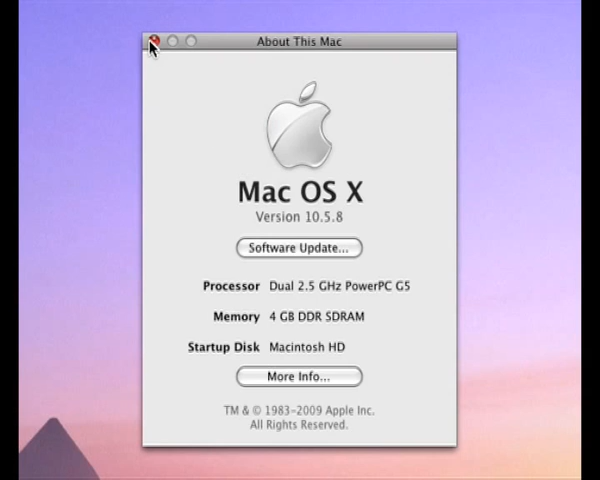 About This Mac
Mac OS X
Version 10.5.8
Software Update...
Processor Dual 2.5 GHz PowerPC G5
Memory 4 GB DDR SDRAM
Startup Disk Macintosh HD
More Info...
TM & © 1983–2009 Apple Inc.
All Rights Reserved.